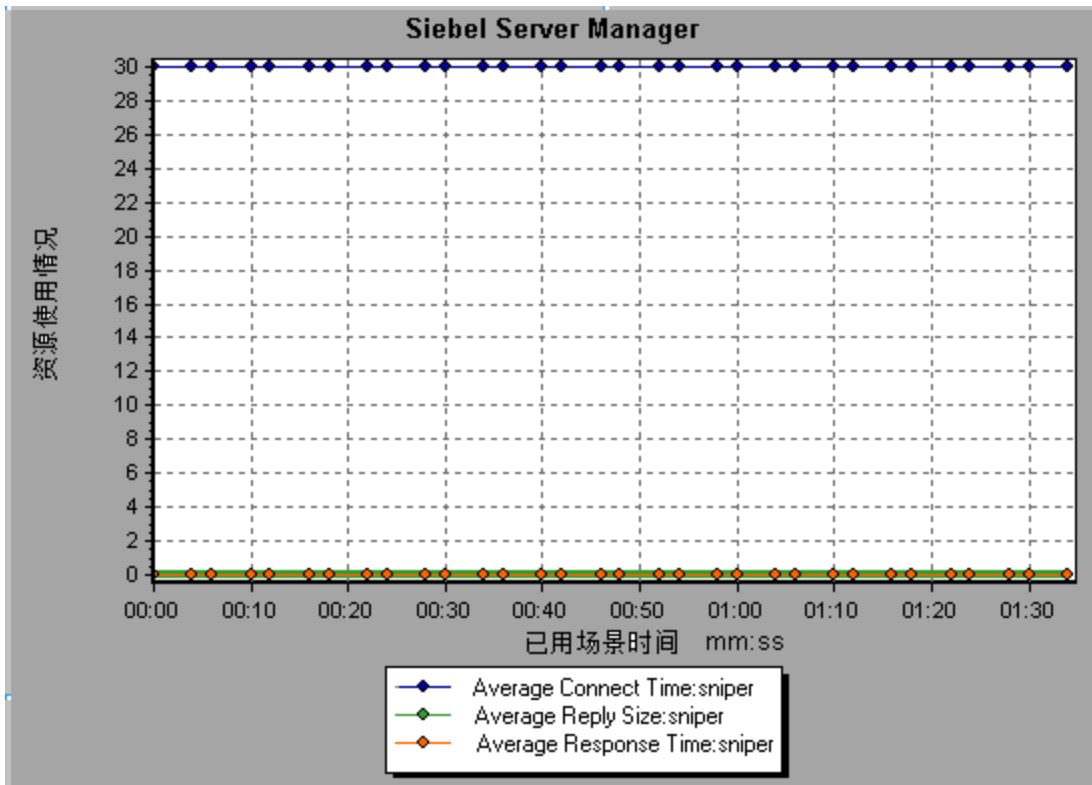 Siebel Server Manager
30
28
26
24
22
20
18
16
14
12
10
8
6
4
2
0
资源使用情况
00:00 00:10 00:20 00:30 00:40 00:50 01:00 01:10 01:20 01:30
已用场景时间 mm:ss
Average Connect Time:sniper
Average Reply Size:sniper
Average Response Time:sniper